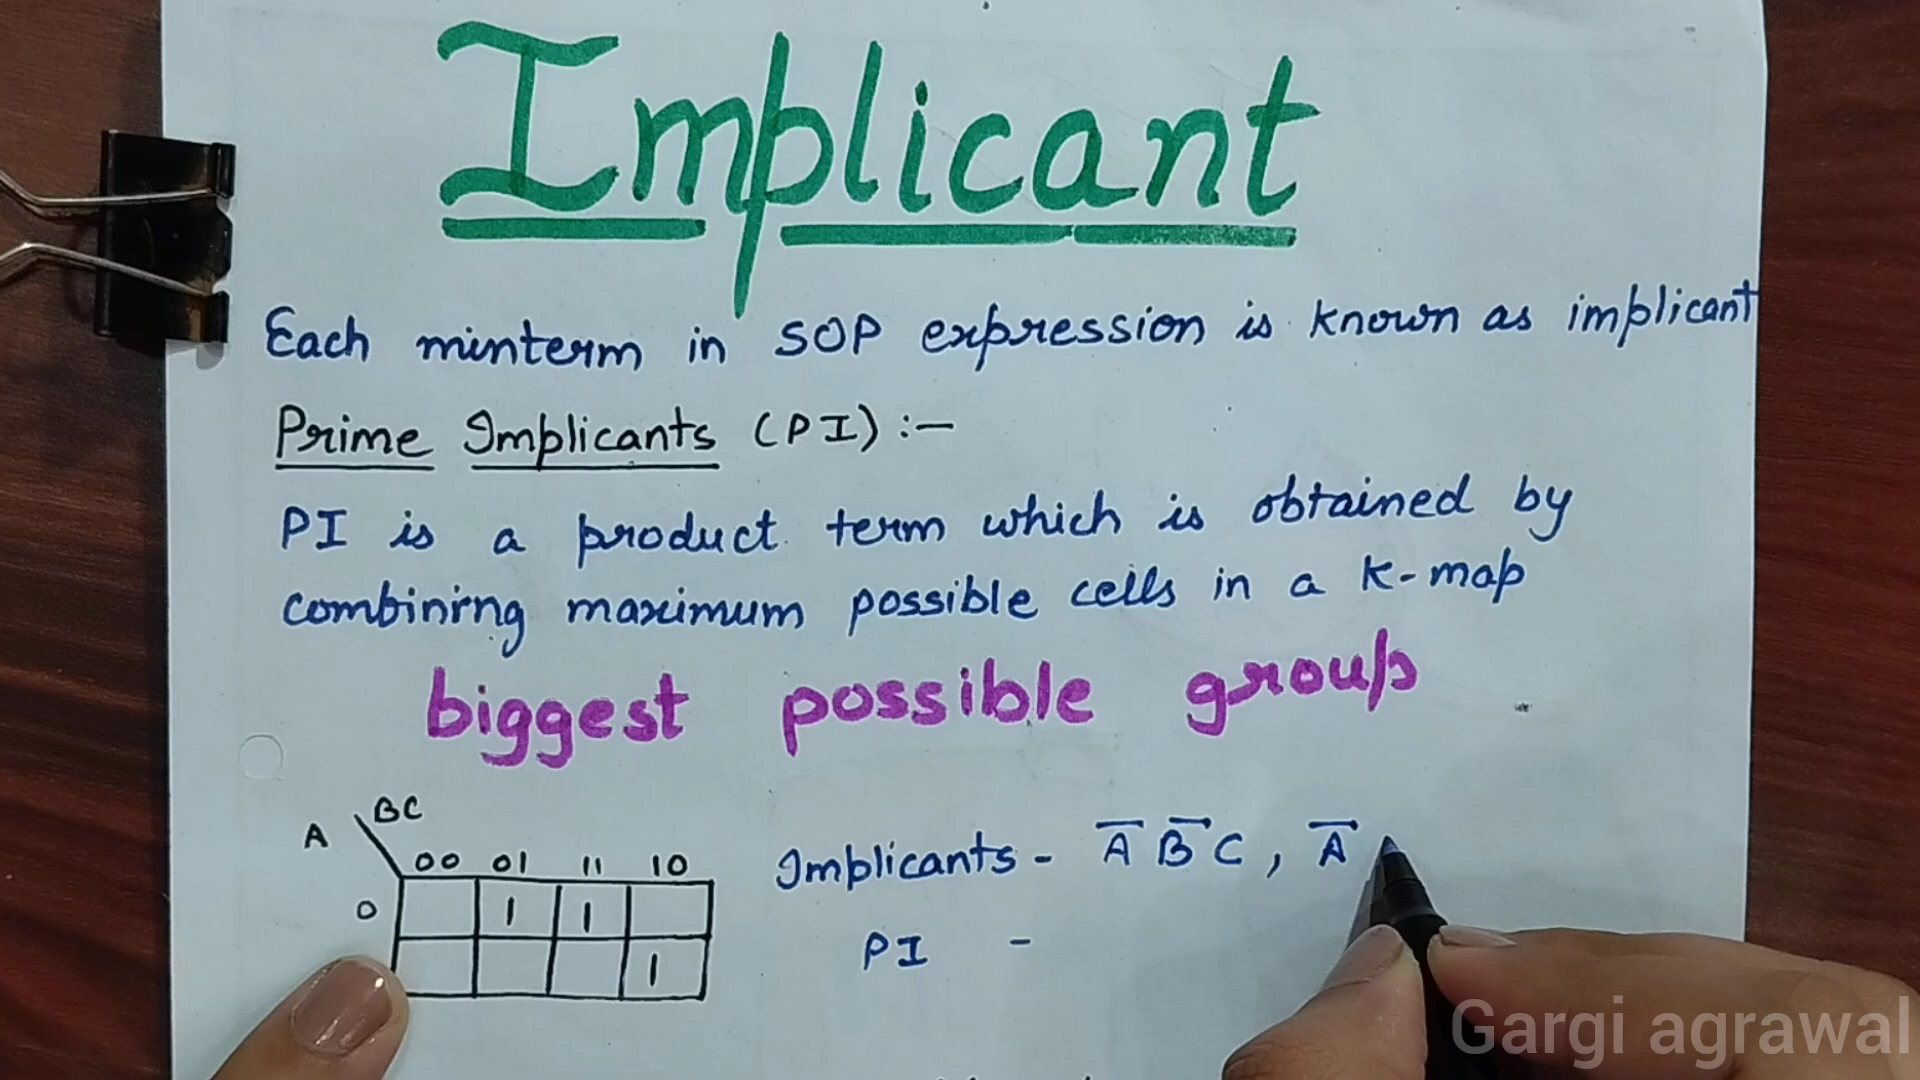 Implicant
Each minterm in SOP expression is known as implicant
Prime Implicants (PI) :-
PI is a product term which is obtained by
combinirng maximum possible cells in a K-map
biggest possible group
BC
A
00 01 11 10
0 1 1
1
Implicants - A̅ B̅ C , A̅
PI -
Gargi agrawal